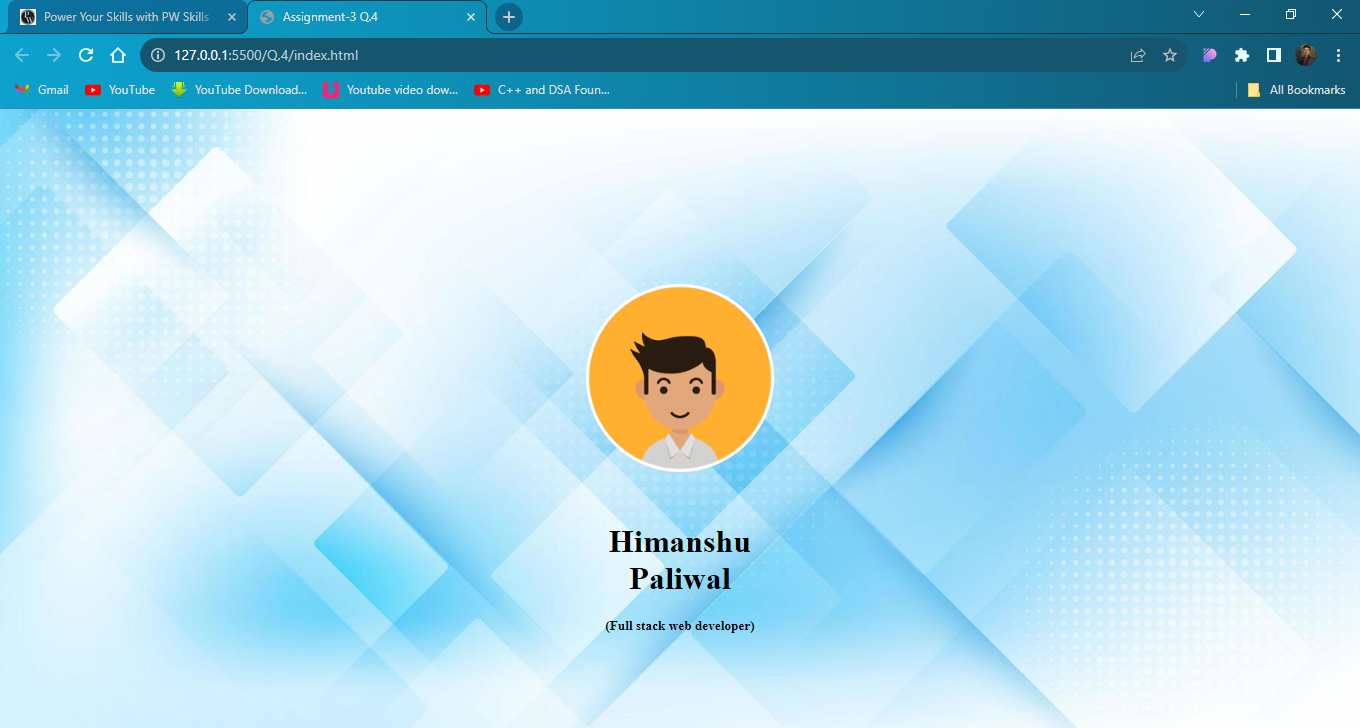 Power Your Skills with PW Skills
Assignment-3 Q.4
127.0.0.1:5500/Q.4/index.html
Gmail
YouTube
YouTube Download...
Youtube video dow...
C++ and DSA Foun...
All Bookmarks
Himanshu
Paliwal
(Full stack web developer)